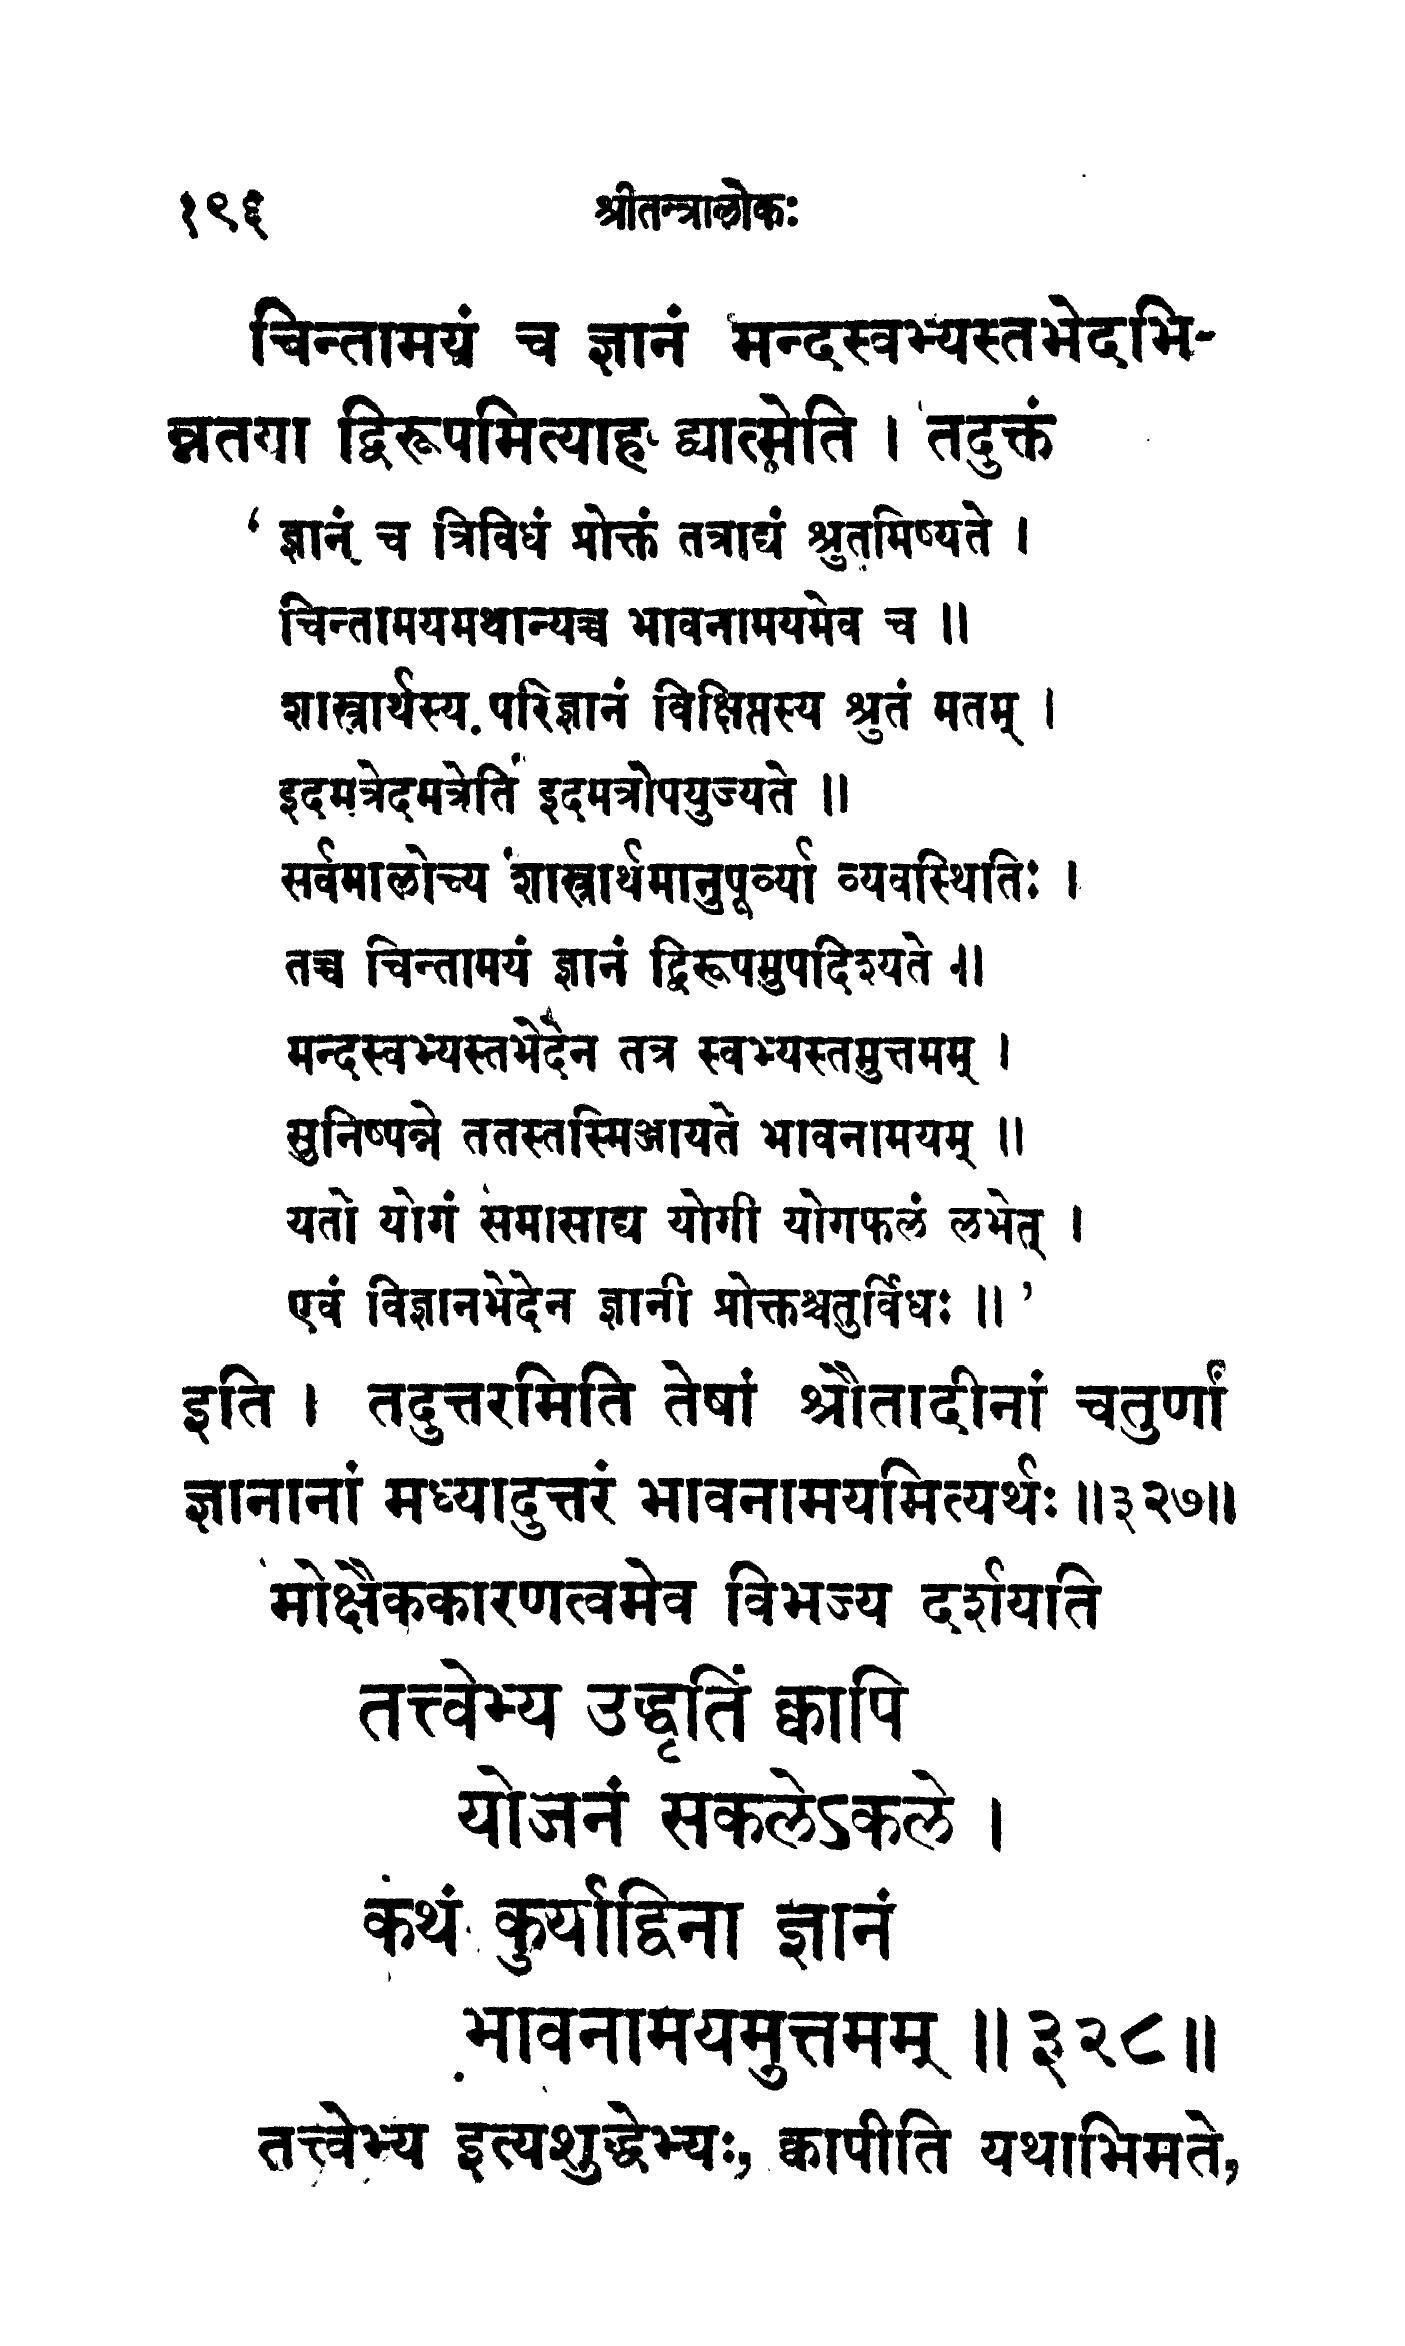 १९६ श्रीतन्त्रालोकः
चिन्तामयं च ज्ञानं मन्दस्वभ्यस्तभेदभि-
न्नतया द्विरूपमित्याह द्व्यात्मेति । तदुक्तं
‘ ज्ञानं च त्रिविधं प्रोक्तं तत्राद्यं श्रुतमिष्यते ।
चिन्तामयमथान्यच्च भावनामयमेव च ॥
शास्त्रार्थस्य परिज्ञानं विक्षिप्तस्य श्रुतं मतम् ।
इदमत्रेदमत्रेति इदमत्रोपयुज्यते ॥
सर्वमालोच्य शास्त्रार्थमानुपूर्व्या व्यवस्थितिः ।
तच्च चिन्तामयं ज्ञानं द्विरूपमुपदिश्यते ॥
मन्दस्वभ्यस्तभेदेन तत्र स्वभ्यस्तमुत्तमम् ।
सुनिष्पन्ने ततस्तस्मिञ्जायते भावनामयम् ॥
यतो योगं समासाद्य योगी योगफलं लभेत् ।
एवं विज्ञानभेदेन ज्ञानी प्रोक्तश्चतुर्विधः ॥ ’
इति । तदुत्तरमिति तेषां श्रौतादीनां चतुर्णां
ज्ञानानां मध्यादुत्तरं भावनामयमित्यर्थः ॥३२७॥
मोक्षैककारणत्वमेव विभज्य दर्शयति
तत्त्वेभ्य उद्धृतिं क्वापि
योजनं सकलेऽकले ।
कथं कुर्याद्विना ज्ञानं
भावनामयमुत्तमम् ॥ ३२८ ॥
तत्त्वेभ्य इत्यशुद्धेभ्यः, क्वापीति यथाभिमते,